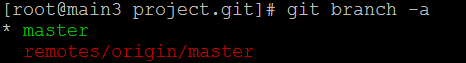 [root@main3 project.git]# git branch -a
* master
  remotes/origin/master